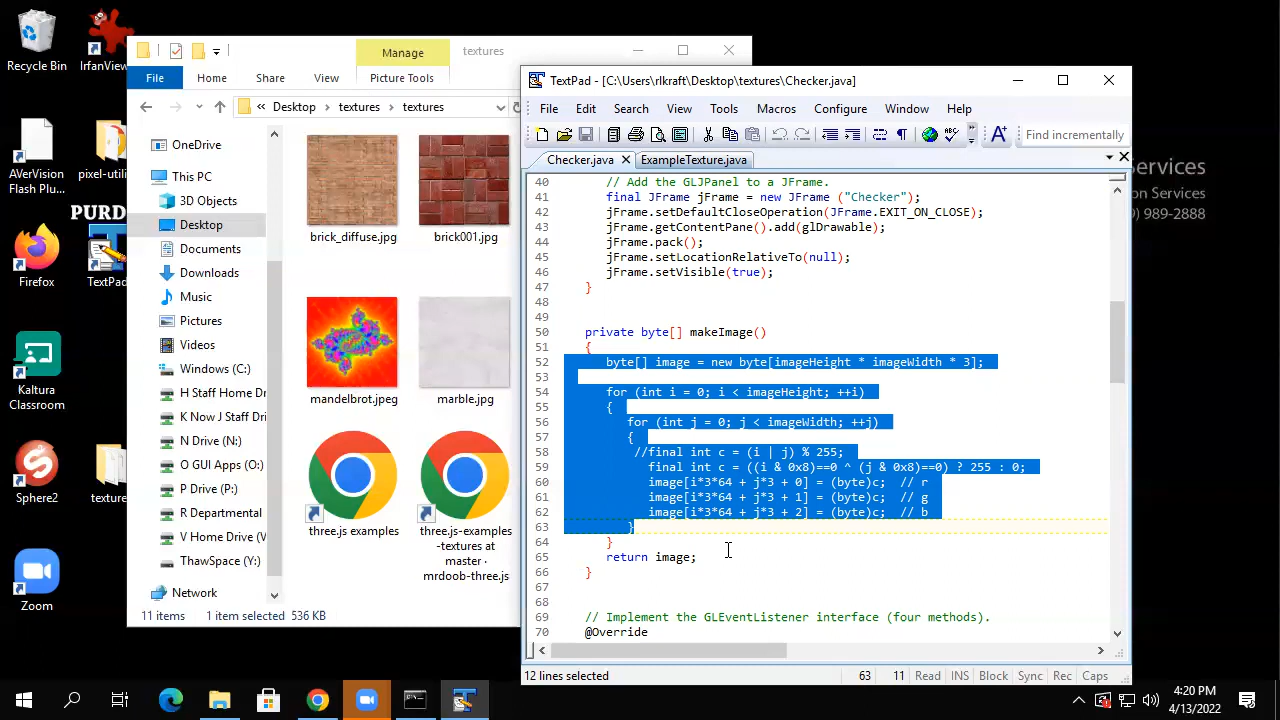 Recycle Bin
IrfanView
AVerVision
Flash Plu...
pixel-utili
PURD
Firefox
TextPad
Kaltura
Classroom
Sphere2
texture
Zoom
Manage
textures
File
Home
Share
View
Picture Tools
« Desktop > textures > textures
OneDrive
This PC
3D Objects
Desktop
Documents
Downloads
Music
Pictures
Videos
Windows (C:)
H Staff Home Dr
K Now J Staff Dri
N Drive (N:)
O GUI Apps (O:)
P Drive (P:)
R Departmental
V Home Drive (V
ThawSpace (Y:)
Network
brick_diffuse.jpg
brick001.jpg
mandelbrot.jpeg
marble.jpg
three.js examples
three.js-examples
-textures at
master ·
mrdoob-three.js
11 items
1 item selected 536 KB
TextPad - [C:\Users\rlkraft\Desktop\textures\Checker.java]
File Edit Search View Tools Macros Configure Window Help
Find incrementally
Checker.java
ExampleTexture.java
40 // Add the GLJPanel to a JFrame.
41 final JFrame jFrame = new JFrame ("Checker");
42 jFrame.setDefaultCloseOperation(JFrame.EXIT_ON_CLOSE);
43 jFrame.getContentPane().add(glDrawable);
44 jFrame.pack();
45 jFrame.setLocationRelativeTo(null);
46 jFrame.setVisible(true);
47 }
48
49
50 private byte[] makeImage()
51 {
52 byte[] image = new byte[imageHeight * imageWidth * 3];
53
54 for (int i = 0; i < imageHeight; ++i)
55 {
56 for (int j = 0; j < imageWidth; ++j)
57 {
58 //final int c = (i | j) % 255;
59 final int c = ((i & 0x8)==0 ^ (j & 0x8)==0) ? 255 : 0;
60 image[i*3*64 + j*3 + 0] = (byte)c; // r
61 image[i*3*64 + j*3 + 1] = (byte)c; // g
62 image[i*3*64 + j*3 + 2] = (byte)c; // b
63 }
64 }
65 return image;
66 }
67
68
69 // Implement the GLEventListener interface (four methods).
70 @Override
12 lines selected
63 11 Read INS Block Sync Rec Caps
Services
on Services
) 989-2888
4:20 PM
4/13/2022